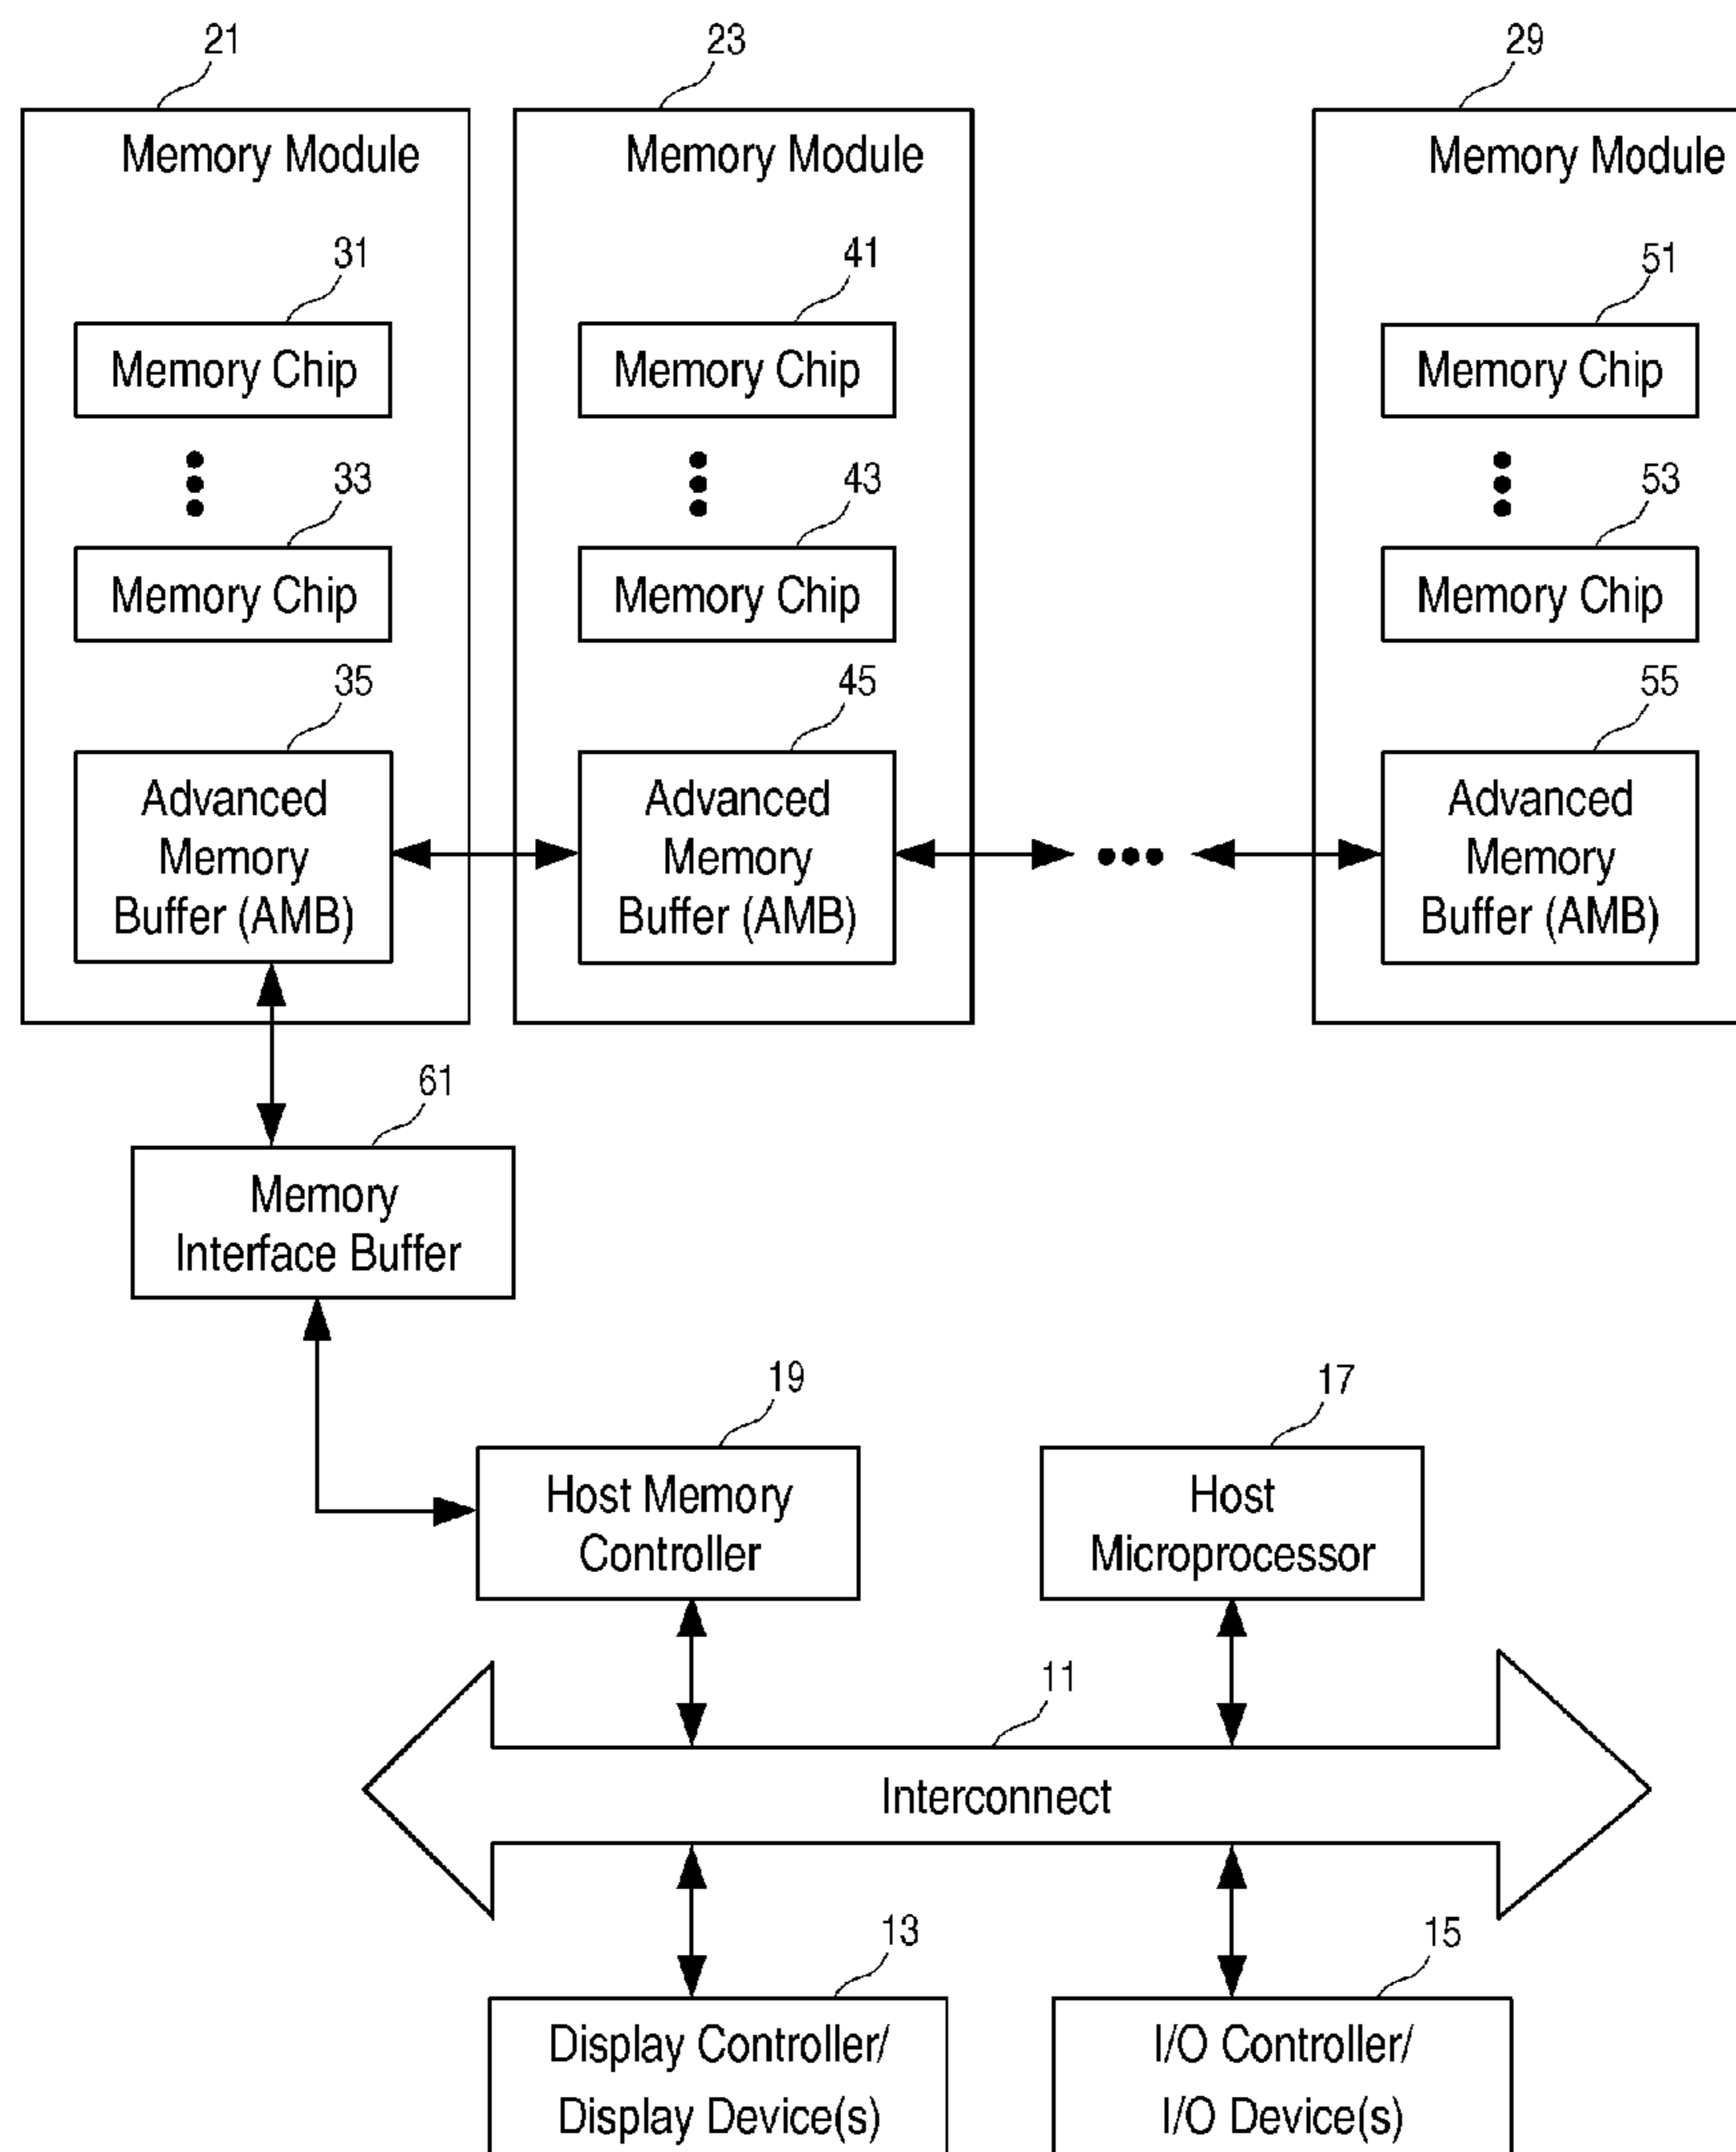 21
23
29
Memory Module
Memory Module
Memory Module
31
41
51
Memory Chip
Memory Chip
Memory Chip
33
43
53
Memory Chip
Memory Chip
Memory Chip
35
45
55
Advanced
Memory
Buffer (AMB)
Advanced
Memory
Buffer (AMB)
Advanced
Memory
Buffer (AMB)
61
Memory
Interface Buffer
19
17
Host Memory
Controller
Host
Microprocessor
11
Interconnect
13
15
Display Controller/
Display Device(s)
I/O Controller/
I/O Device(s)